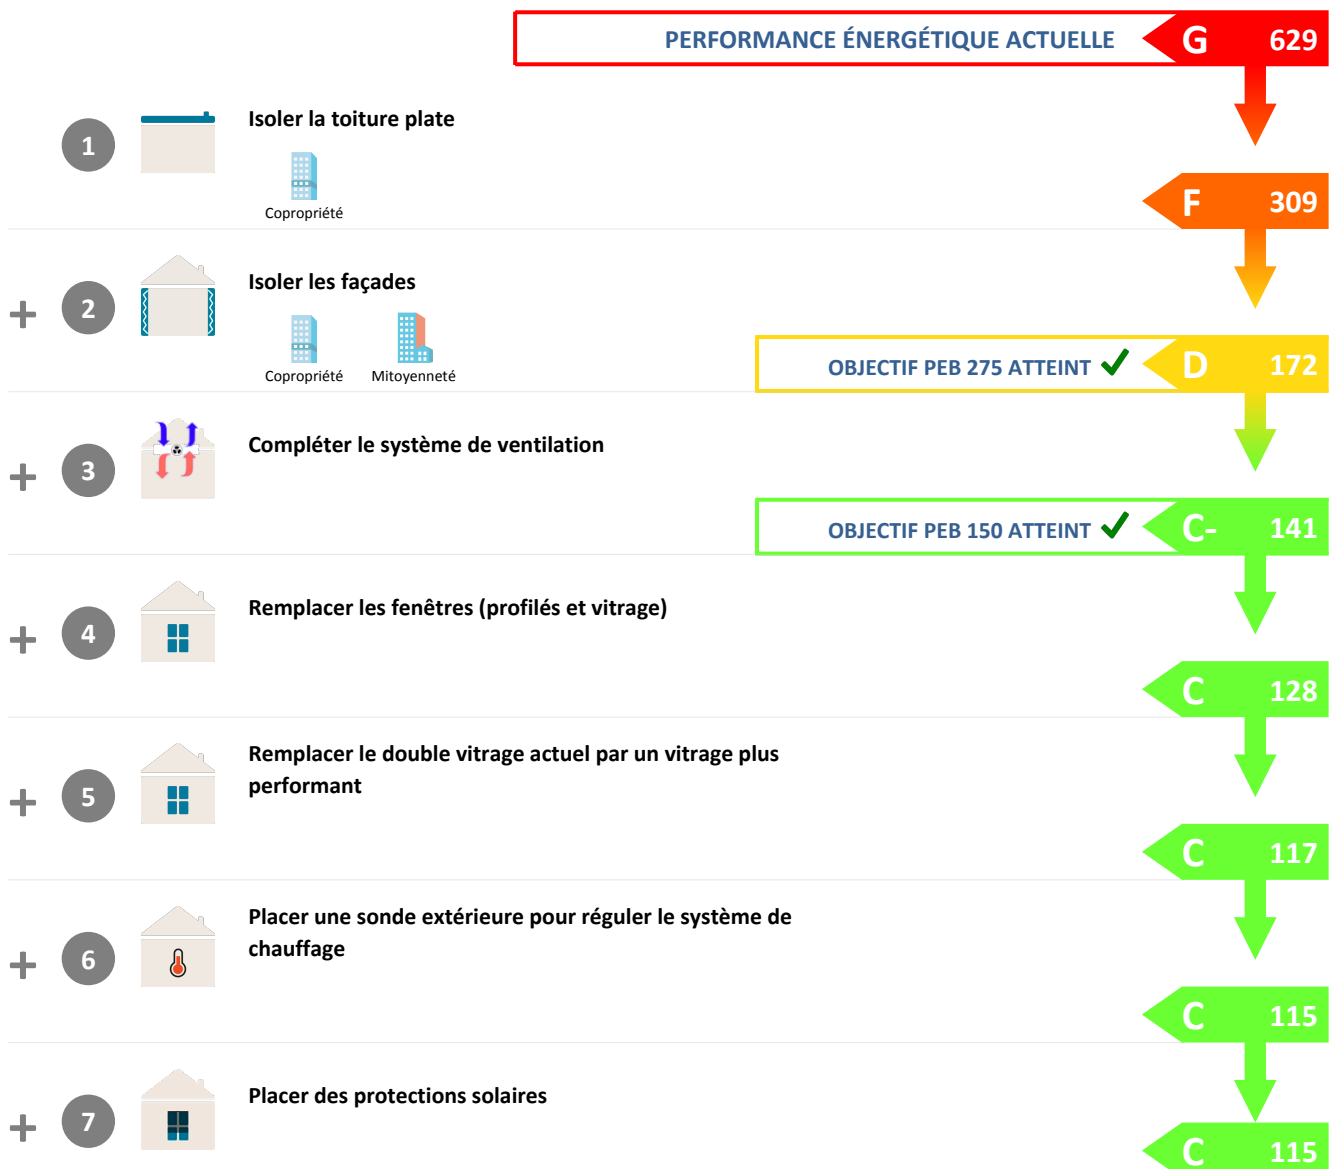 PERFORMANCE ÉNERGÉTIQUE ACTUELLE G 629
1 Isoler la toiture plate
Copropriété
F 309
+ 2 Isoler les façades
Copropriété Mitoyenneté
OBJECTIF PEB 275 ATTEINT ✓ D 172
+ 3 Compléter le système de ventilation
OBJECTIF PEB 150 ATTEINT ✓ C- 141
+ 4 Remplacer les fenêtres (profilés et vitrage)
C 128
Remplacer le double vitrage actuel par un vitrage plus
+ 5 performant
C 117
Placer une sonde extérieure pour réguler le système de
+ 6 chauffage
C 115
+ 7 Placer des protections solaires
C 115